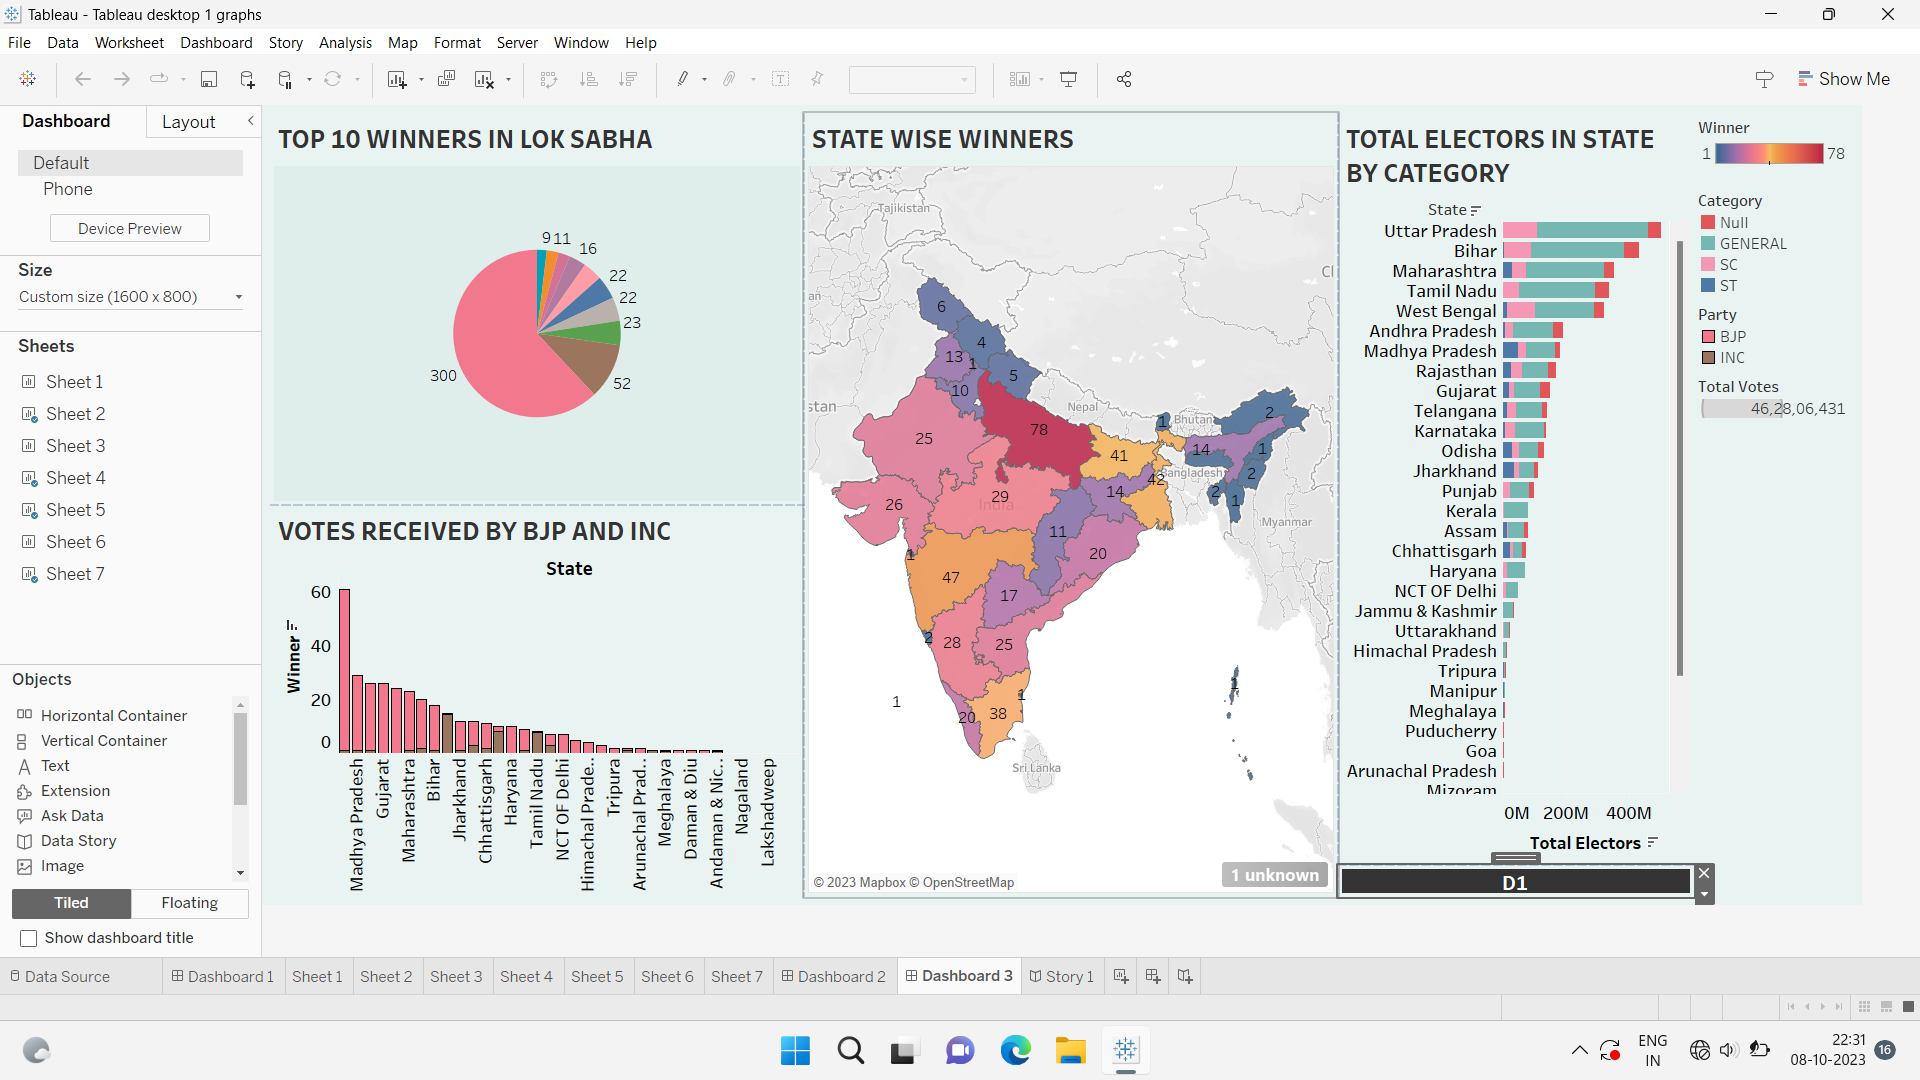 Tableau - Tableau desktop 1 graphs
File Data Worksheet Dashboard Story Analysis Map Format Server Window Help
Show Me
Dashboard Layout
Default
Phone
Device Preview
Size
Custom size (1600 x 800)
Sheets
Sheet 1
Sheet 2
Sheet 3
Sheet 4
Sheet 5
Sheet 6
Sheet 7
Objects
Horizontal Container
Vertical Container
Text
Extension
Ask Data
Data Story
Image
Tiled Floating
Show dashboard title
TOP 10 WINNERS IN LOK SABHA
9 11
16
22
22
23
52
300
VOTES RECEIVED BY BJP AND INC
State
Winner
60
40
20
0
Madhya Pradesh
Gujarat
Maharashtra
Bihar
Jharkhand
Chhattisgarh
Haryana
Tamil Nadu
NCT OF Delhi
Himachal Prade..
Tripura
Arunachal Prad..
Meghalaya
Daman & Diu
Andaman & Nic..
Nagaland
Lakshadweep
STATE WISE WINNERS
Tajikistan
an
stan
Nepal
Bhutan
Bangladesh
India
Myanmar
Sri Lanka
Cl
6
4
13
1
5
10
25
78
41
1
2
14
1
2
42
14
2
1
26
29
11
20
1
47
17
2
28
25
1
1
20
38
1
© 2023 Mapbox © OpenStreetMap
1 unknown
TOTAL ELECTORS IN STATE
BY CATEGORY
State
Uttar Pradesh
Bihar
Maharashtra
Tamil Nadu
West Bengal
Andhra Pradesh
Madhya Pradesh
Rajasthan
Gujarat
Telangana
Karnataka
Odisha
Jharkhand
Punjab
Kerala
Assam
Chhattisgarh
Haryana
NCT OF Delhi
Jammu & Kashmir
Uttarakhand
Himachal Pradesh
Tripura
Manipur
Meghalaya
Puducherry
Goa
Arunachal Pradesh
Mizoram
0M 200M 400M
Total Electors
D1
Winner
1 78
Category
Null
GENERAL
SC
ST
Party
BJP
INC
Total Votes
46,28,06,431
Data Source Dashboard 1 Sheet 1 Sheet 2 Sheet 3 Sheet 4 Sheet 5 Sheet 6 Sheet 7 Dashboard 2 Dashboard 3 Story 1
ENG
IN
22:31
08-10-2023
16